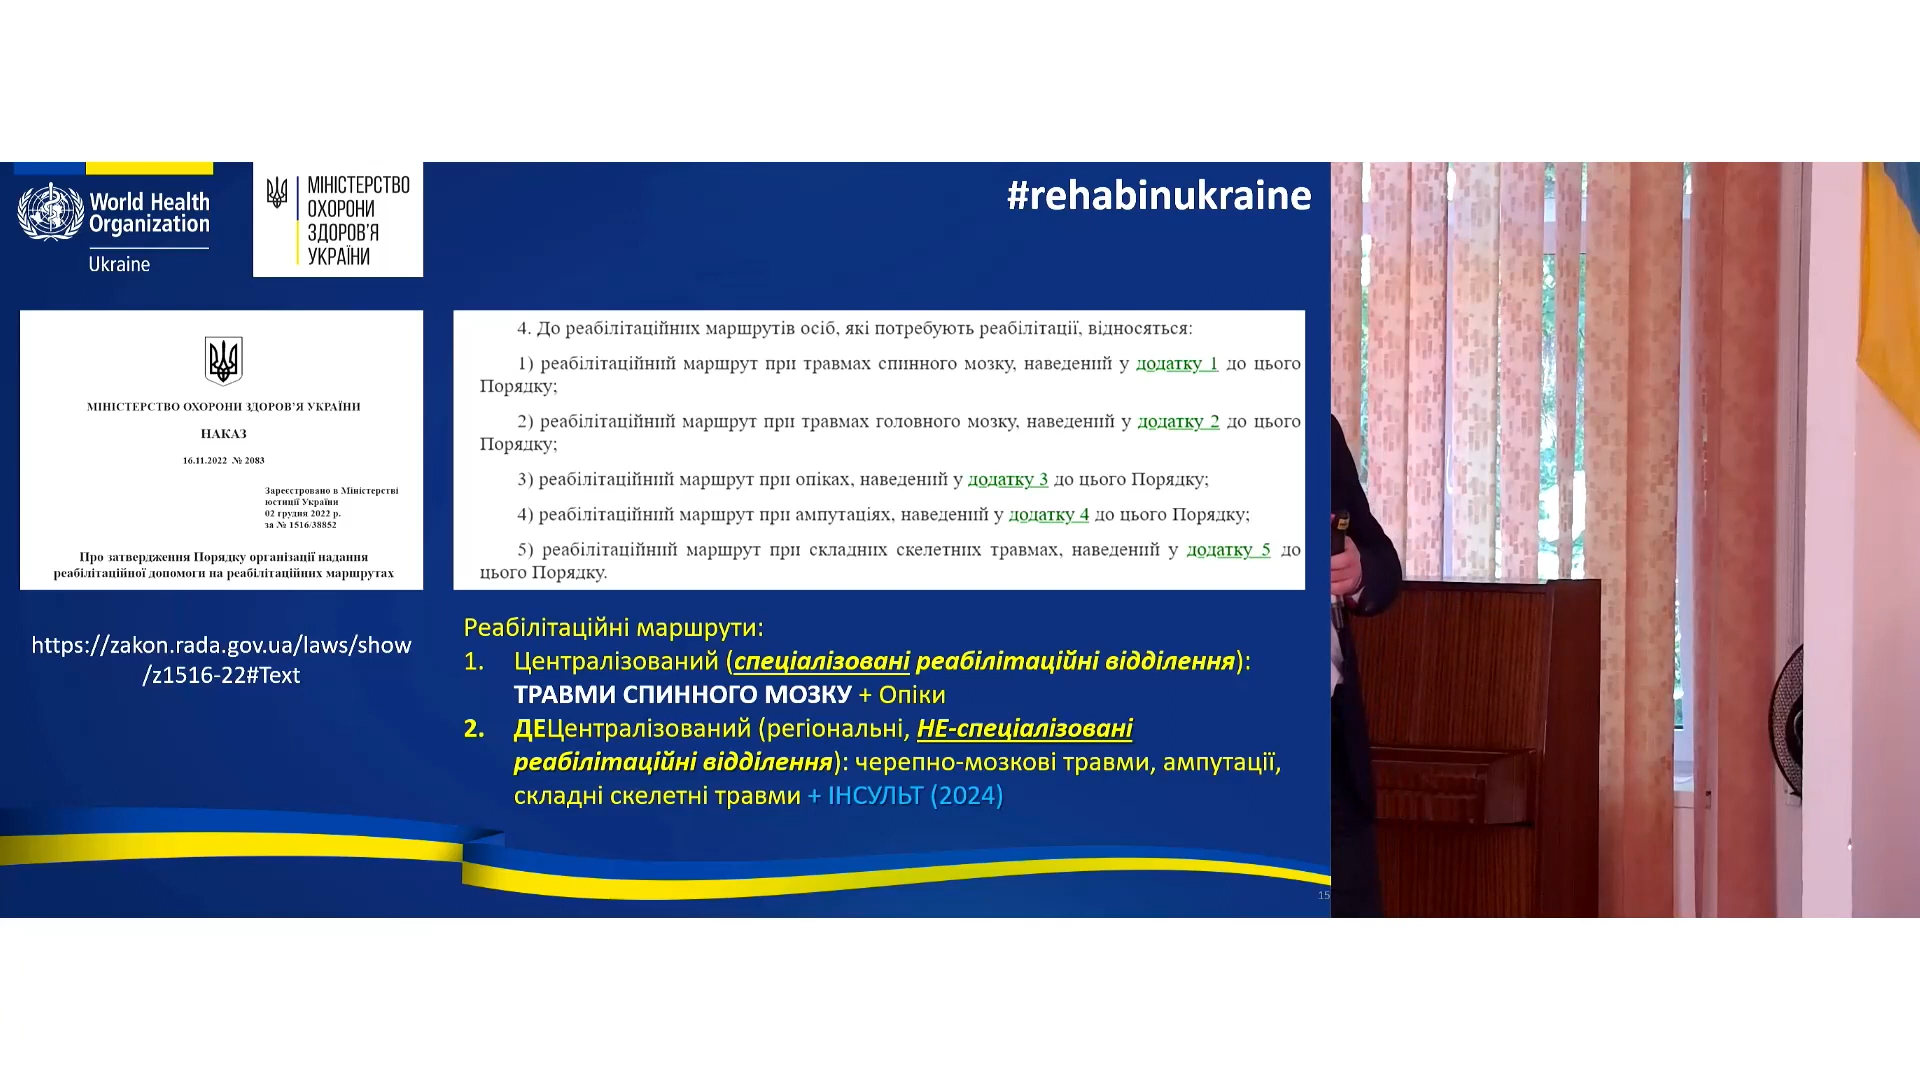 World Health
Organization
Ukraine
МІНІСТЕРСТВО
ОХОРОНИ
ЗДОРОВ'Я
УКРАЇНИ
#rehabinukraine
МІНІСТЕРСТВО ОХОРОНИ ЗДОРОВ'Я УКРАЇНИ
НАКАЗ
16.11.2022 № 2083
Зареєстровано в Міністерстві
юстиції України
02 грудня 2022 р.
за № 1516/38852
Про затвердження Порядку організації надання
реабілітаційної допомоги на реабілітаційних маршрутах
https://zakon.rada.gov.ua/laws/show
/z1516-22#Text
4. До реабілітаційних маршрутів осіб, які потребують реабілітації, відносяться:
1) реабілітаційний маршрут при травмах спинного мозку, наведений у додатку 1 до цього
Порядку;
2) реабілітаційний маршрут при травмах головного мозку, наведений у додатку 2 до цього
Порядку;
3) реабілітаційний маршрут при опіках, наведений у додатку 3 до цього Порядку;
4) реабілітаційний маршрут при ампутаціях, наведений у додатку 4 до цього Порядку;
5) реабілітаційний маршрут при складних скелетних травмах, наведений у додатку 5 до
цього Порядку.
Реабілітаційні маршрути:
1. Централізований (спеціалізовані реабілітаційні відділення):
ТРАВМИ СПИННОГО МОЗКУ + Опіки
2. ДЕЦентралізований (регіональні, НЕ-спеціалізовані
реабілітаційні відділення): черепно-мозкові травми, ампутації,
складні скелетні травми + ІНСУЛЬТ (2024)
15